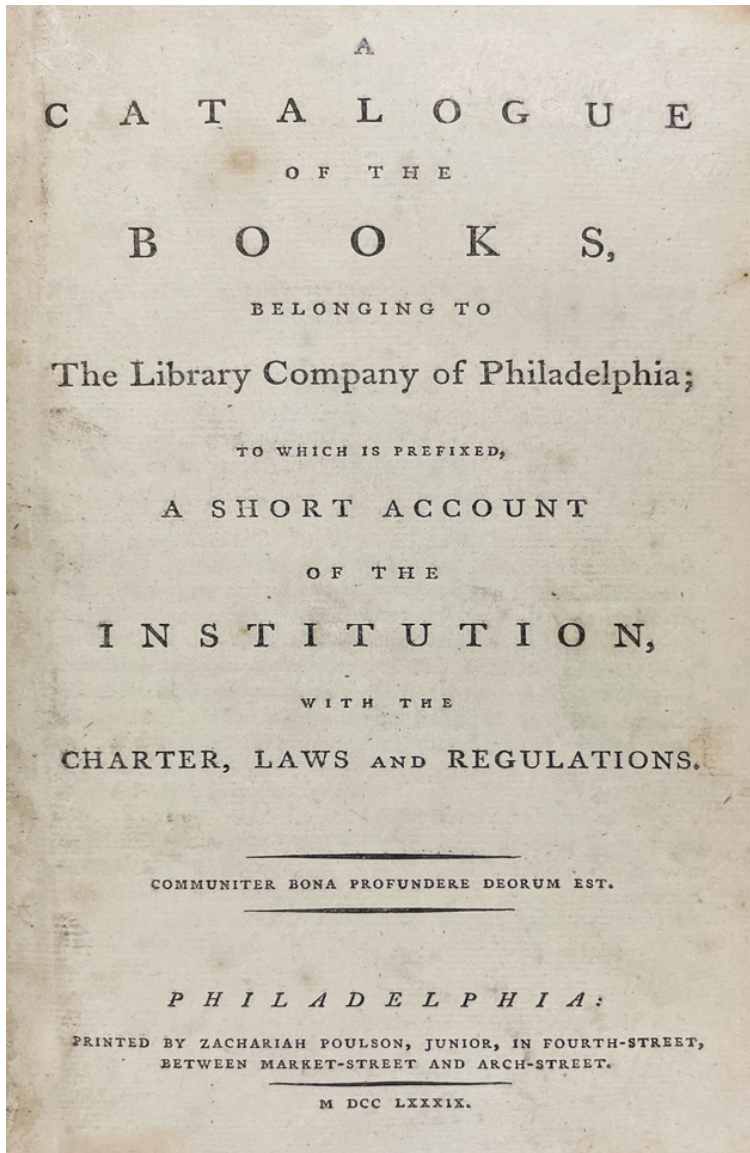 A
CATALOGUE
OF THE
BOOKS,
BELONGING TO
The Library Company of Philadelphia;
TO WHICH IS PREFIXED,
A SHORT ACCOUNT
OF THE
INSTITUTION,
WITH THE
CHARTER, LAWS AND REGULATIONS.
COMMUNITER BONA PROFUNDERE DEORUM EST.
PHILADELPHIA:
PRINTED BY ZACHARIAH POULSON, JUNIOR, IN FOURTH-STREET,
BETWEEN MARKET-STREET AND ARCH-STREET.
M DCC LXXXIX.